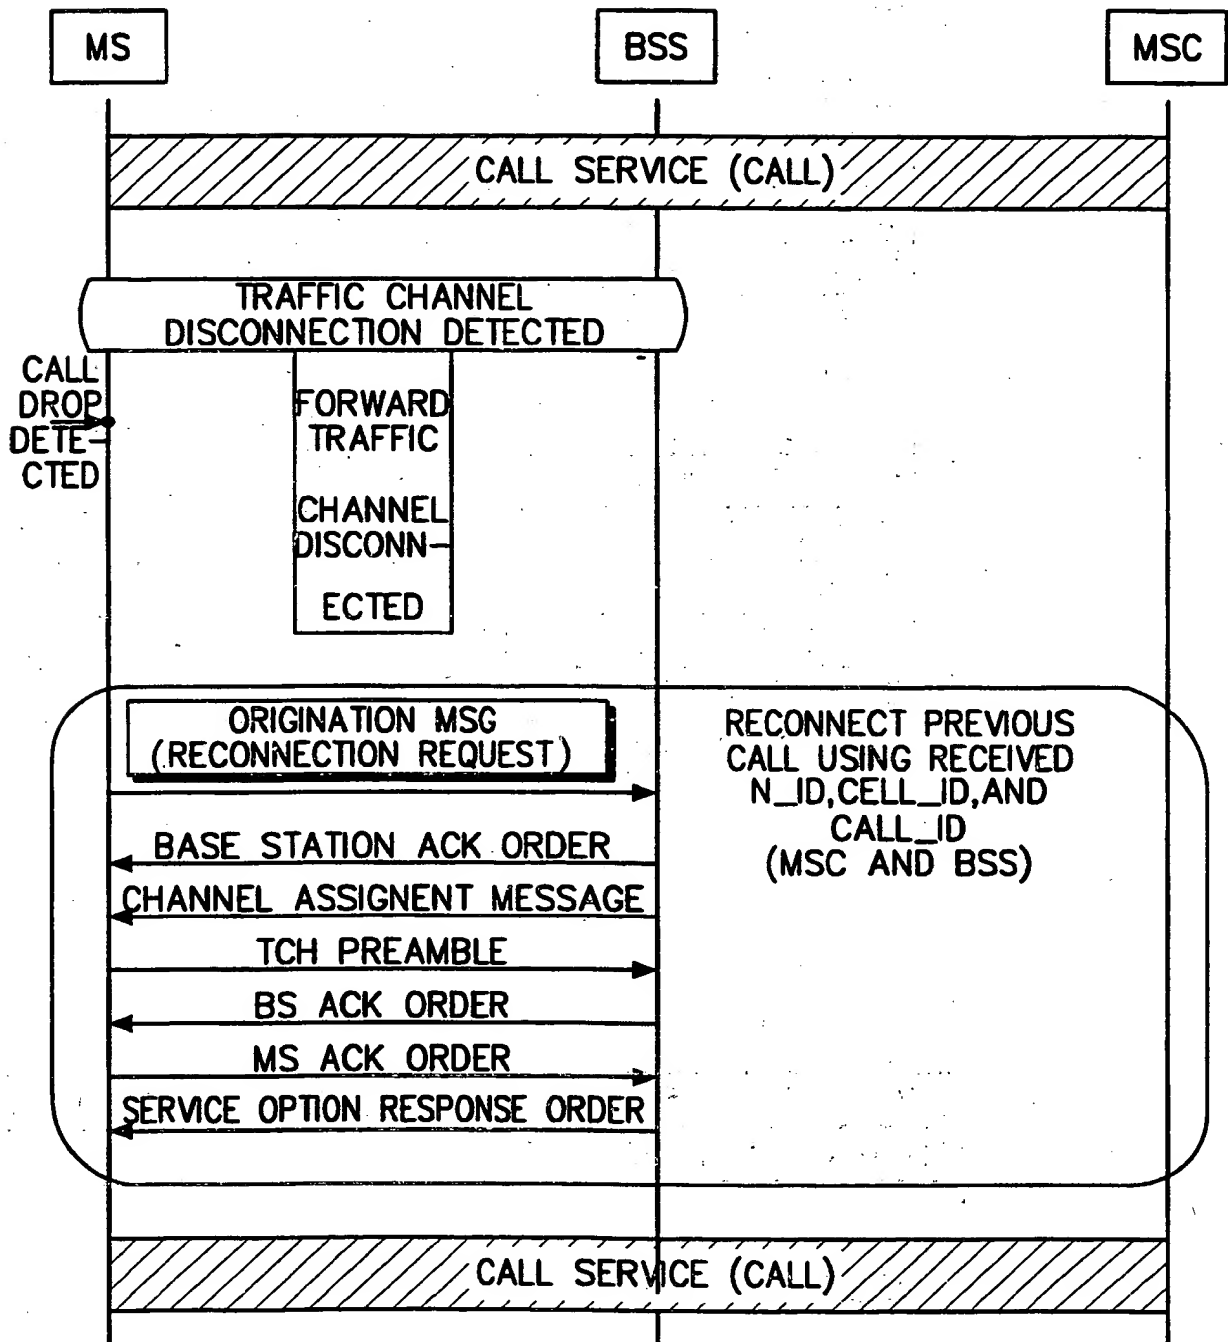 MS
BSS
MSC
CALL SERVICE (CALL)
TRAFFIC CHANNEL
DISCONNECTION DETECTED
CALL
DROP
DETE-
CTED
FORWARD
TRAFFIC
CHANNEL
DISCONN-
ECTED
ORIGINATION MSG
(RECONNECTION REQUEST)
RECONNECT PREVIOUS
CALL USING RECEIVED
N_ID,CELL_ID,AND
CALL_ID
(MSC AND BSS)
BASE STATION ACK ORDER
CHANNEL ASSIGNENT MESSAGE
TCH PREAMBLE
BS ACK ORDER
MS ACK ORDER
SERVICE OPTION RESPONSE ORDER
CALL SERVICE (CALL)